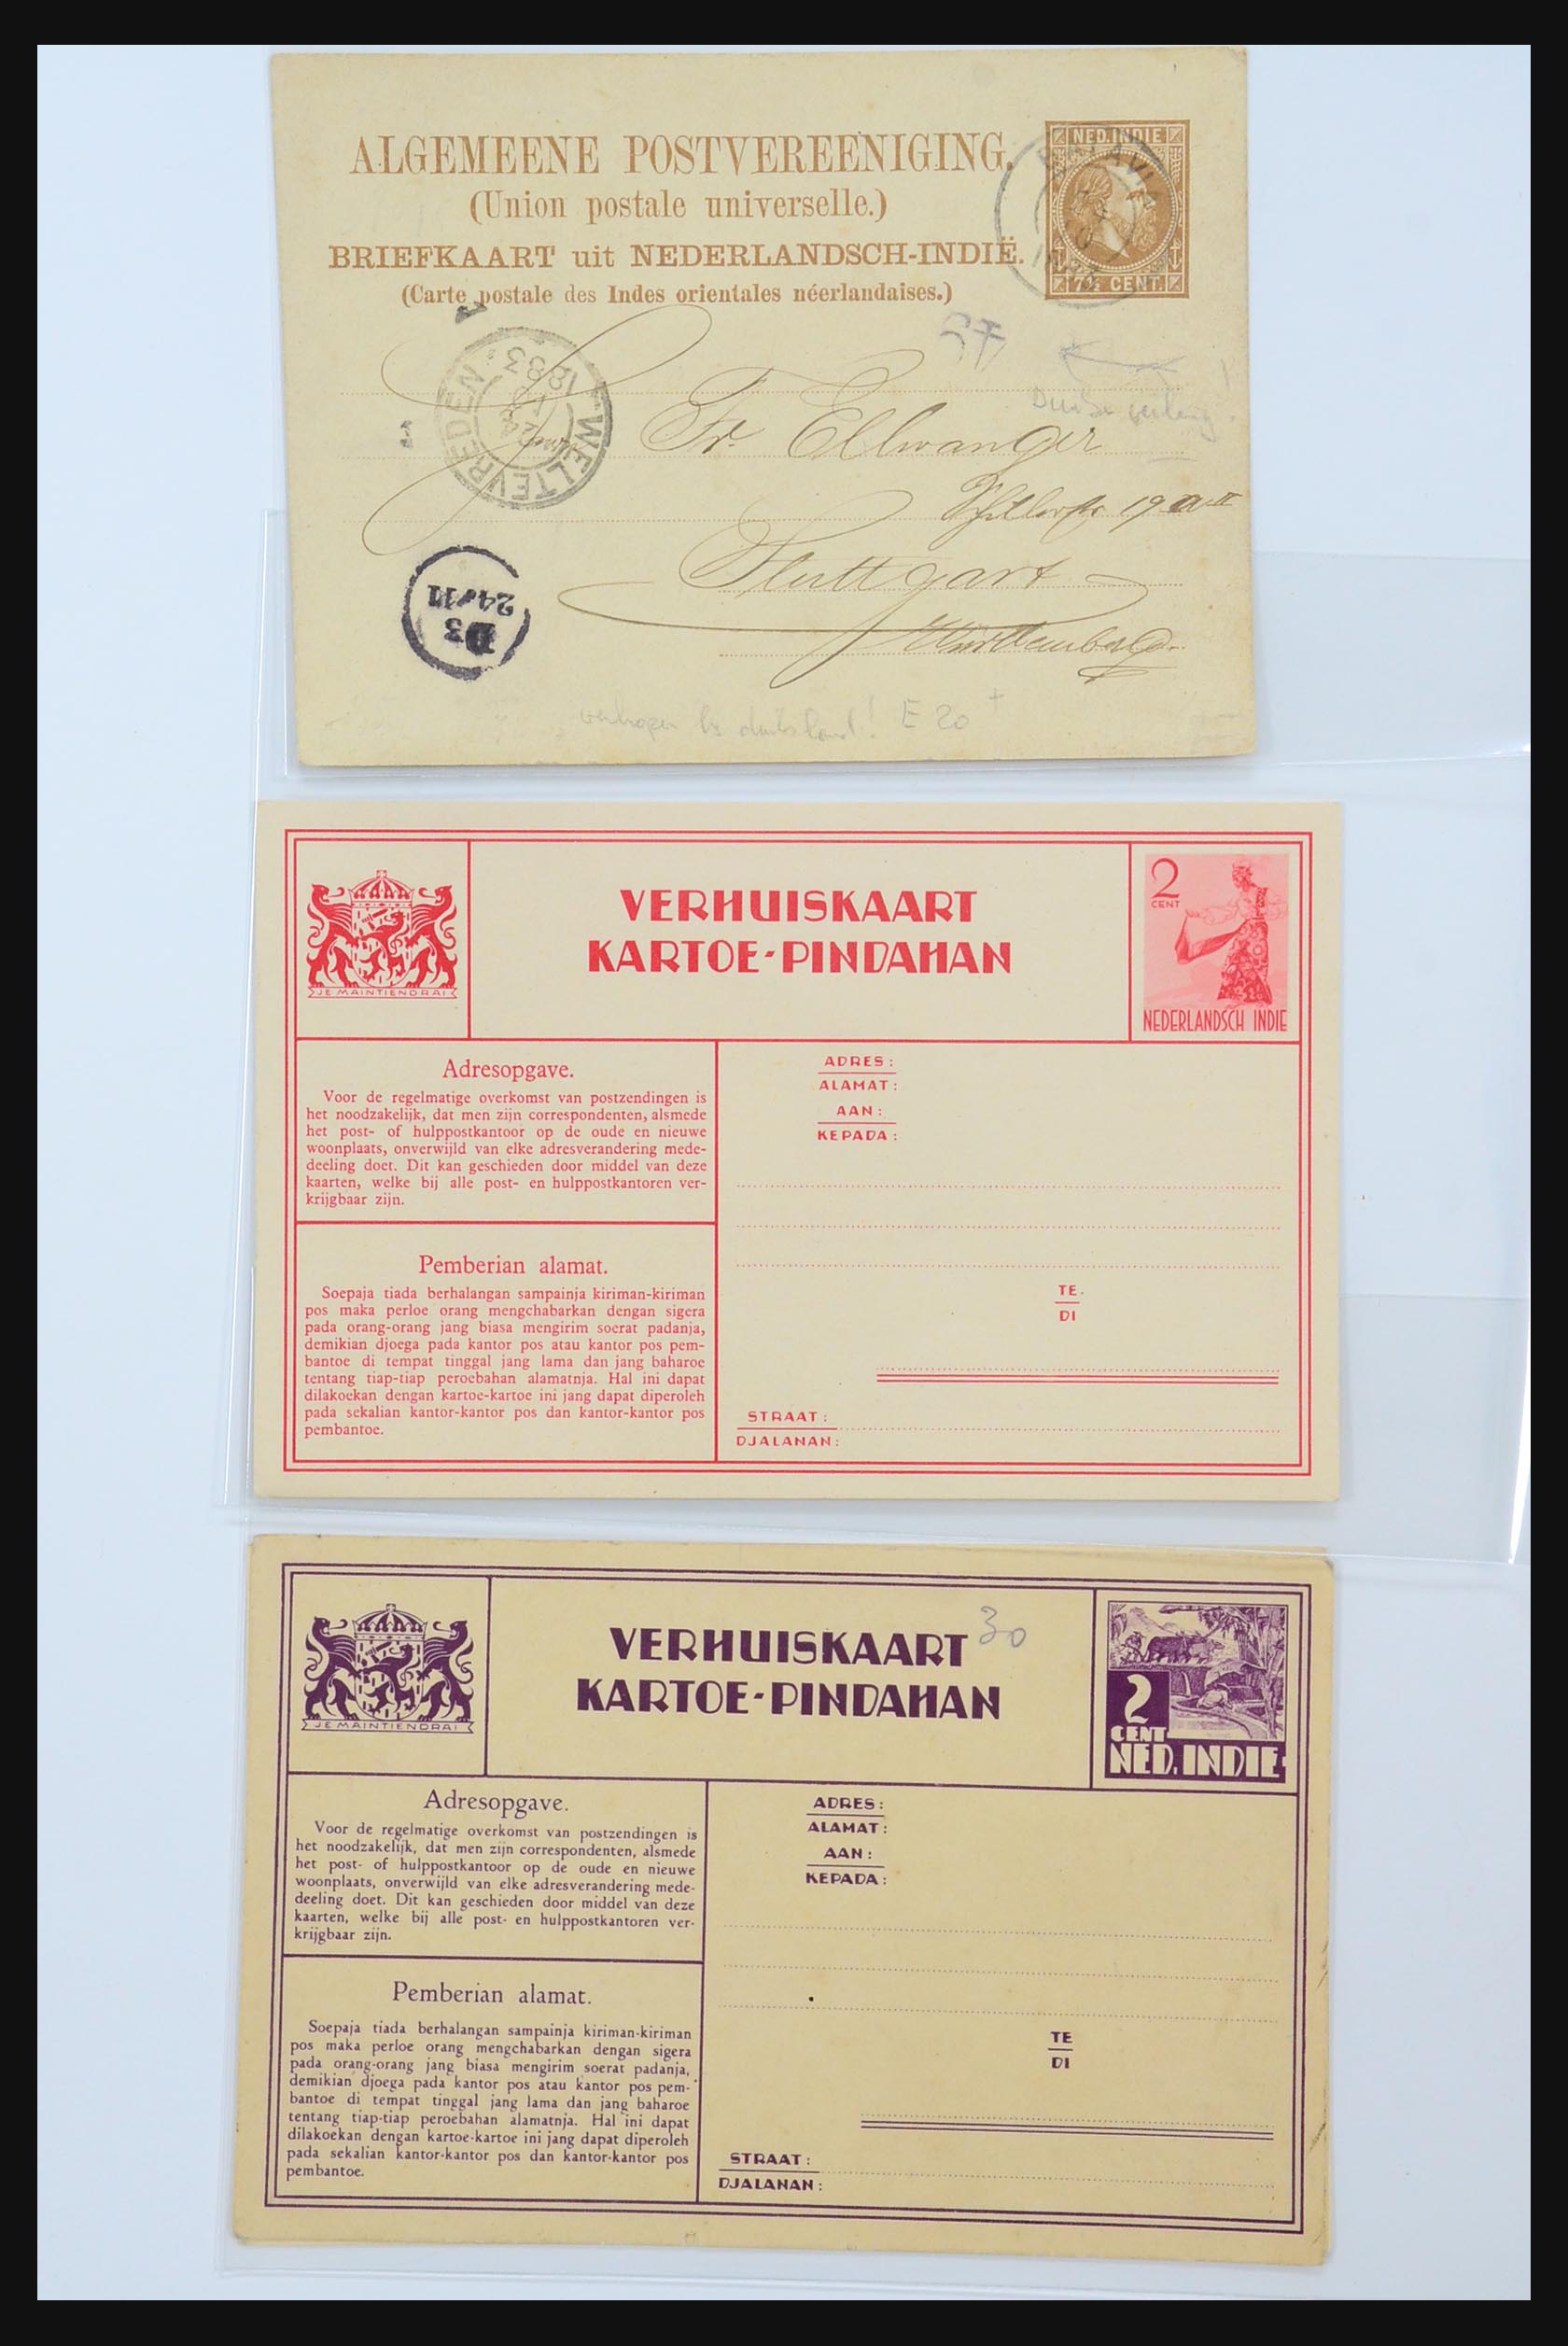 ALGEMEENE POSTVEREENIGING.
(Union postale universelle.)
BRIEFKAART uit NEDERLANDSCH-INDIË.
(Carte postale des Indes orientales néerlandaises.)
NED. INDIE
7½ CENT.
BATAVIA
WELTEVREDEN
1883
Fr. Ellwanger
19
Stuttgart
Württemberg
D3
24/11
E 20
VERHUISKAART
KARTOE-PINDAHAN
JE MAINTIENDRAI
2
CENT
NEDERLANDSCH INDIE
Adresopgave.
Voor de regelmatige overkomst van postzendingen is
het noodzakelijk, dat men zijn correspondenten, alsmede
het post- of hulppostkantoor op de oude en nieuwe
woonplaats, onverwijld van elke adresverandering mede-
deeling doet. Dit kan geschieden door middel van deze
kaarten, welke bij alle post- en hulppostkantoren ver-
krijgbaar zijn.
Pemberian alamat.
Soepaja tiada berhalangan sampainja kiriman-kiriman
pos maka perloe orang mengchabarkan dengan sigera
pada orang-orang jang biasa mengirim soerat padanja,
demikian djoega pada kantor pos atau kantor pos pem-
bantoe di tempat tinggal jang lama dan jang baharoe
tentang tiap-tiap peroebahan alamatnja. Hal ini dapat
dilakoekan dengan kartoe-kartoe ini jang dapat diperoleh
pada sekalian kantor-kantor pos dan kantor-kantor pos
pembantoe.
ADRES:
ALAMAT:
AAN:
KEPADA:
TE
DI
STRAAT:
DJALANAN:
VERHUISKAART
30
KARTOE-PINDAHAN
JE MAINTIENDRAI
2
CENT
NED. INDIE
Adresopgave.
Voor de regelmatige overkomst van postzendingen is
het noodzakelijk, dat men zijn correspondenten, alsmede
het post- of hulppostkantoor op de oude en nieuwe
woonplaats, onverwijld van elke adresverandering mede-
deeling doet. Dit kan geschieden door middel van deze
kaarten, welke bij alle post- en hulppostkantoren ver-
krijgbaar zijn.
Pemberian alamat.
Soepaja tiada berhalangan sampainja kiriman-kiriman
pos maka perloe orang mengchabarkan dengan sigera
pada orang-orang jang biasa mengirim soerat padanja,
demikian djoega pada kantor pos atau kantor pos pem-
bantoe di tempat tinggal jang lama dan jang baharoe
tentang tiap-tiap peroebahan alamatnja. Hal ini dapat
dilakoekan dengan kartoe-kartoe ini jang dapat diperoleh
pada sekalian kantor-kantor pos dan kantor-kantor pos
pembantoe.
ADRES:
ALAMAT:
AAN:
KEPADA:
TE
DI
STRAAT:
DJALANAN: